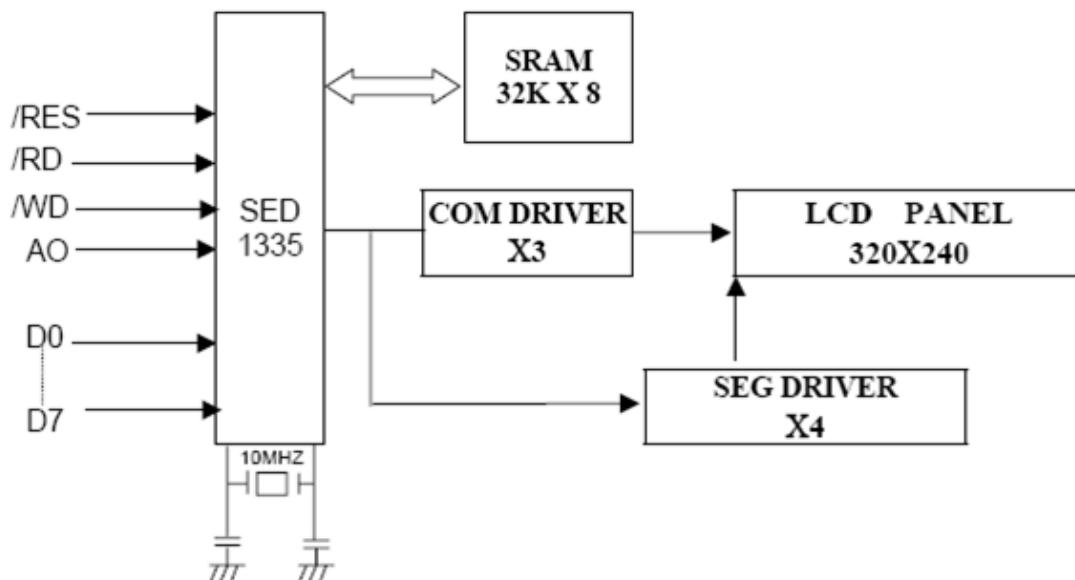 /RES
/RD
/WD
AO
D0
D7
SED
1335
10MHZ
SRAM
32K X 8
COM DRIVER
X3
LCD PANEL
320X240
SEG DRIVER
X4